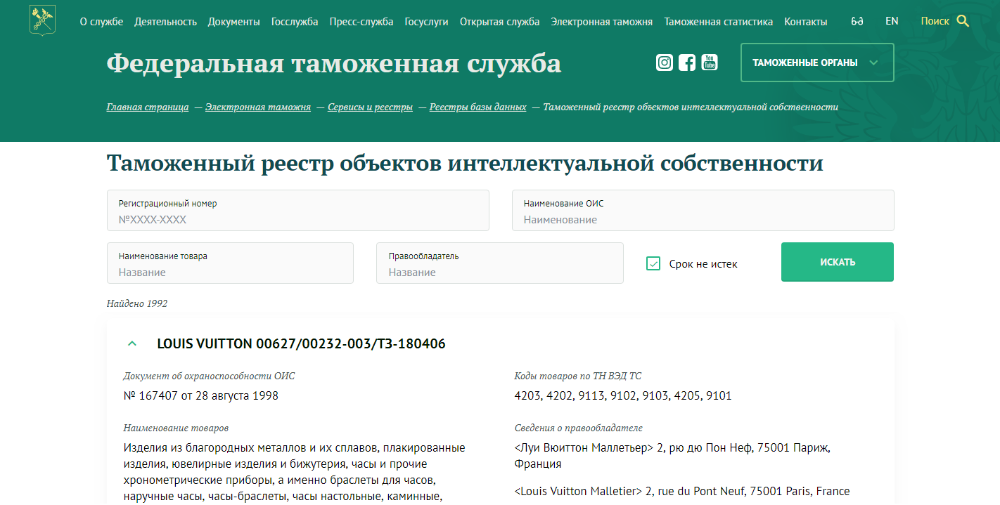 О службе Деятельность Документы Госслужба Пресс-служба Госуслуги Открытая служба Электронная таможня Таможенная статистика Контакты EN Поиск
Федеральная таможенная служба
You Tube
ТАМОЖЕННЫЕ ОРГАНЫ
Главная страница — Электронная таможня — Сервисы и реестры — Реестры базы данных — Таможенный реестр объектов интеллектуальной собственности
Таможенный реестр объектов интеллектуальной собственности
Регистрационный номер
№XXXX-XXXX
Наименование ОИС
Наименование
Наименование товара
Название
Правообладатель
Название
Срок не истек
ИСКАТЬ
Найдено 1992
LOUIS VUITTON 00627/00232-003/ТЗ-180406
Документ об охраноспособности ОИС
№ 167407 от 28 августа 1998
Коды товаров по ТН ВЭД ТС
4203, 4202, 9113, 9102, 9103, 4205, 9101
Наименование товаров
Изделия из благородных металлов и их сплавов, плакированные
изделия, ювелирные изделия и бижутерия, часы и прочие
хронометрические приборы, а именно браслеты для часов,
наручные часы, часы-браслеты, часы настольные, каминные,
Сведения о правообладателе
<Луи Вюиттон Маллетьер> 2, рю дю Пон Неф, 75001 Париж,
Франция
<Louis Vuitton Malletier> 2, rue du Pont Neuf, 75001 Paris, France